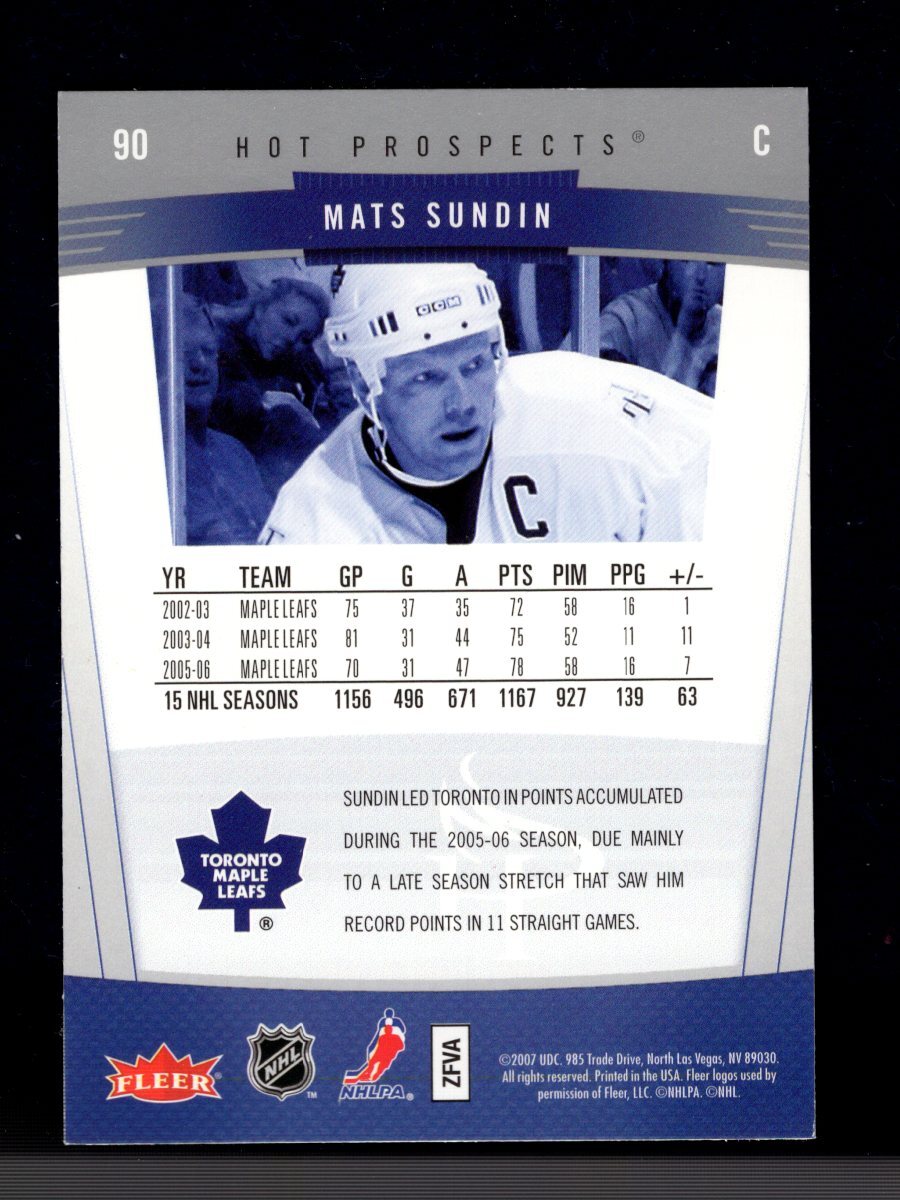 90 HOT PROSPECTS® C
MATS SUNDIN
CCM
C
YR TEAM GP G A PTS PIM PPG +/-
2002-03 MAPLE LEAFS 75 37 35 72 58 16 1
2003-04 MAPLE LEAFS 81 31 44 75 52 11 11
2005-06 MAPLE LEAFS 70 31 47 78 58 16 7
15 NHL SEASONS 1156 496 671 1167 927 139 63
SUNDIN LED TORONTO IN POINTS ACCUMULATED
DURING THE 2005-06 SEASON, DUE MAINLY
TO A LATE SEASON STRETCH THAT SAW HIM
RECORD POINTS IN 11 STRAIGHT GAMES.
TORONTO
MAPLE
LEAFS
®
FLEER®
NHL™
NHLPA®
ZFVA
©2007 UDC. 985 Trade Drive, North Las Vegas, NV 89030.
All rights reserved. Printed in the USA. Fleer logos used by
permission of Fleer, LLC. ©NHLPA. ©NHL.